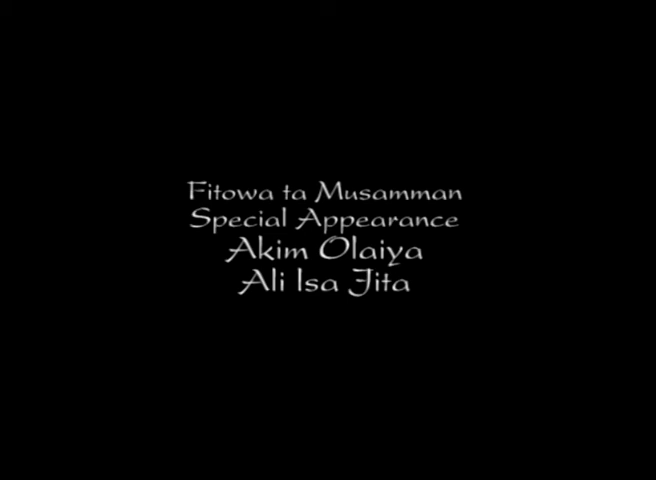 Fitowa ta Musamman
Special Appearance
Akim Olaiya
Ali Isa Jita